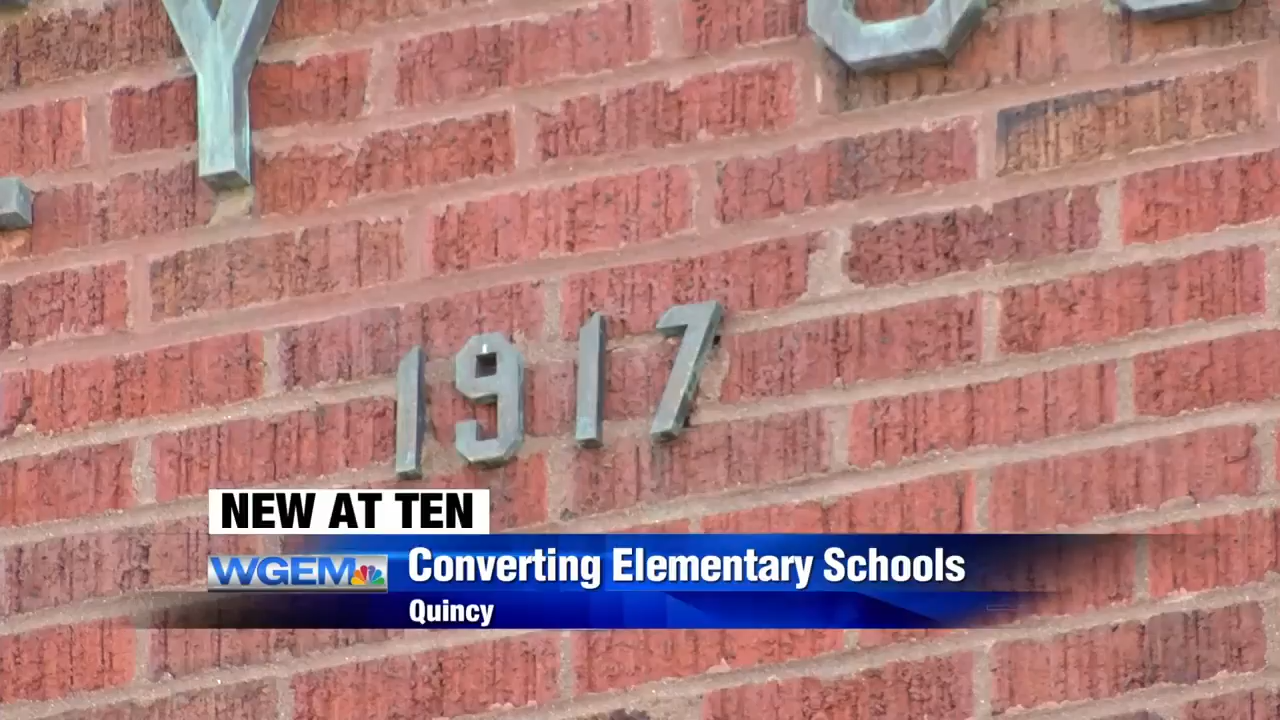 Y
1917
NEW AT TEN
WGEM
Converting Elementary Schools
Quincy